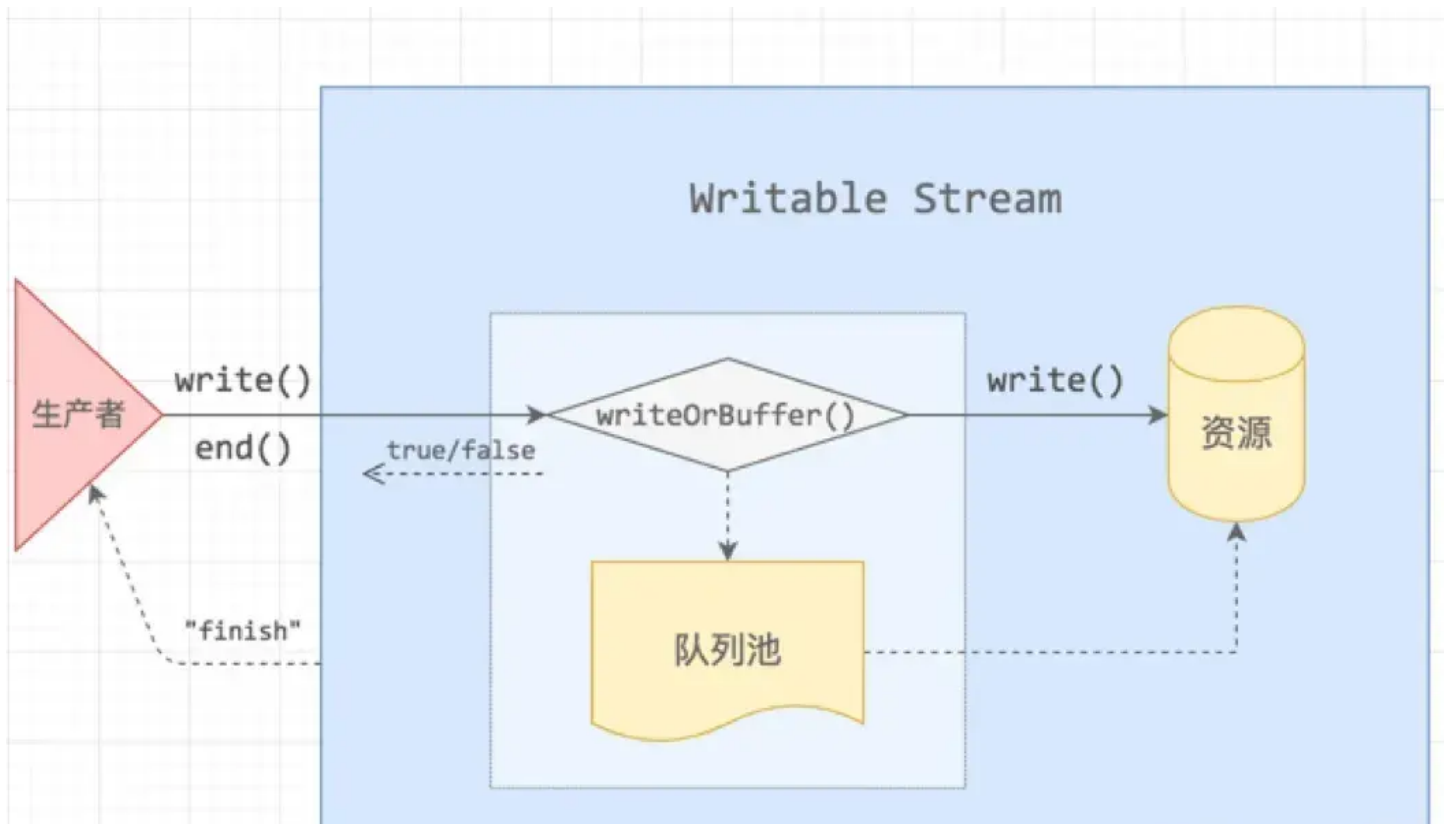 Writable Stream
write()
writeOrBuffer()
write()
生产者
end()
true/false
资源
"finish"
队列池